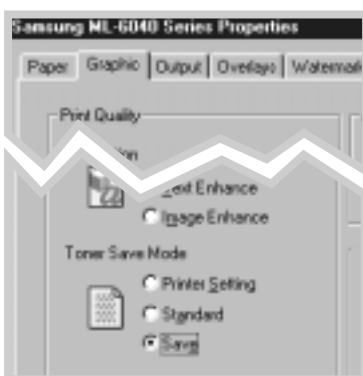 Samsung ML-6040 Series Properties
Paper Graphic Output Overlays Watermark
Print Quality
Text Enhance
Image Enhance
Toner Save Mode
Printer Setting
Standard
Save